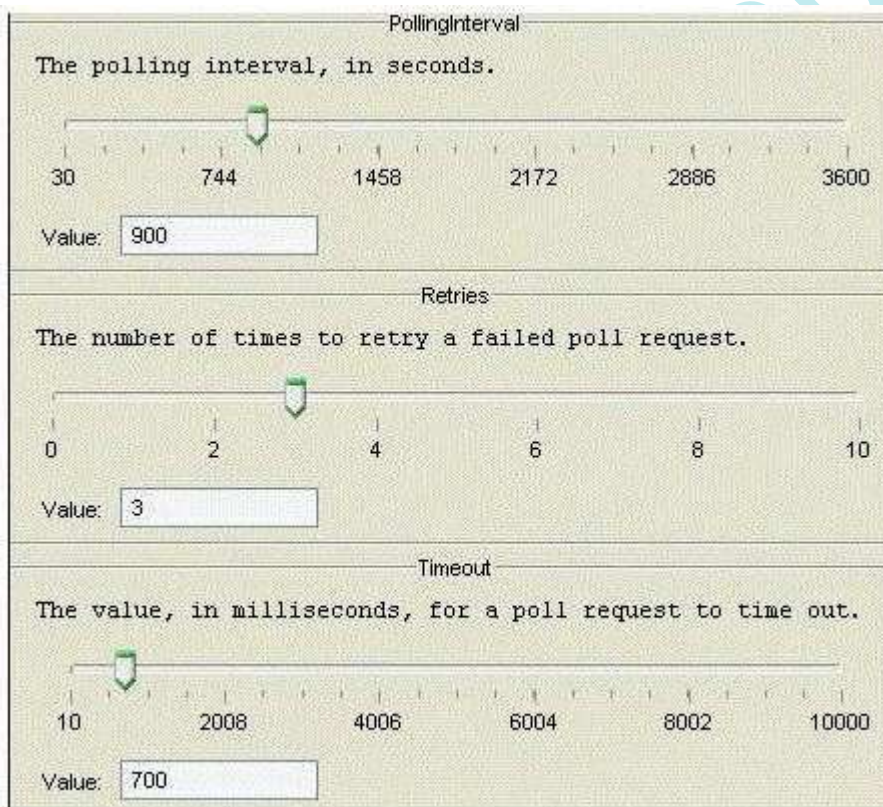 PollingInterval
The polling interval, in seconds.
30 744 1458 2172 2886 3600
Value: 900
Retries
The number of times to retry a failed poll request.
0 2 4 6 8 10
Value: 3
Timeout
The value, in milliseconds, for a poll request to time out.
10 2008 4006 6004 8002 10000
Value: 700